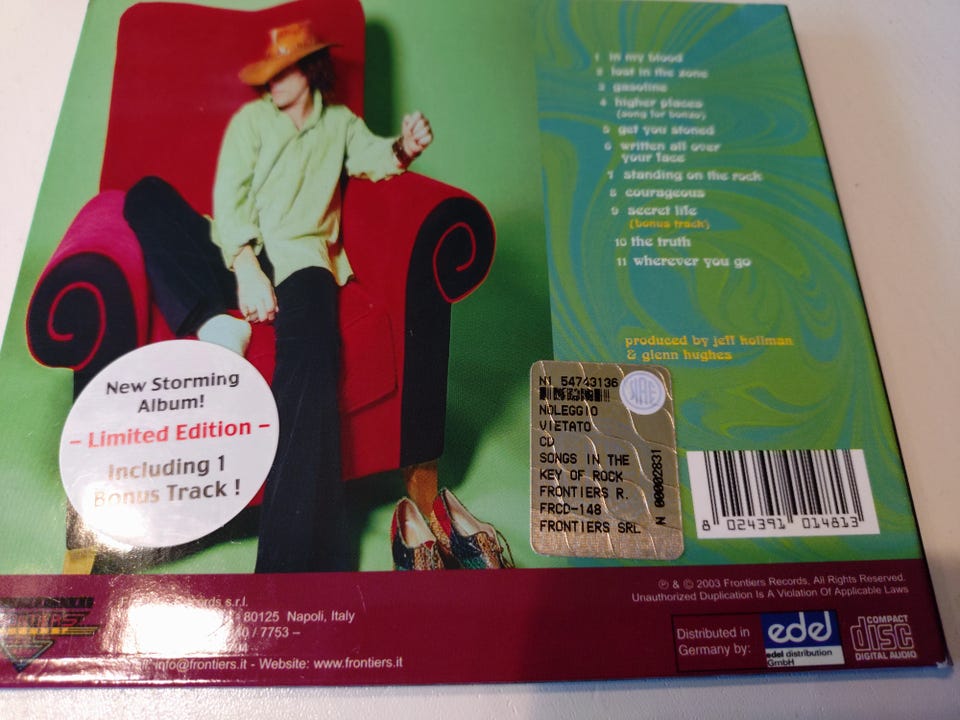 1 in my blood
2 lost in the zone
3 gasoline
4 higher places
(song for bonzo)
5 get you stoned
6 written all over
your face
7 standing on the rock
8 courageous
9 secret life
(bonus track)
10 the truth
11 wherever you go
produced by jeff kollman
& glenn hughes
New Storming
Album!
– Limited Edition –
Including 1
Bonus Track !
N1 54743136
NOLEGGIO
VIETATO
CD
SONGS IN THE
KEY OF ROCK
FRONTIERS R.
FRCD-148
FRONTIERS SRL
N 00002831
8 024391 014813
℗ & © 2003 Frontiers Records, All Rights Reserved.
Unauthorized Duplication Is A Violation Of Applicable Laws
s.r.l.
80125 Napoli, Italy
/ 7753 –
info@frontiers.it - Website: www.frontiers.it
Distributed in
Germany by:
edel
edel distribution
GmbH
COMPACT
disc
DIGITAL AUDIO